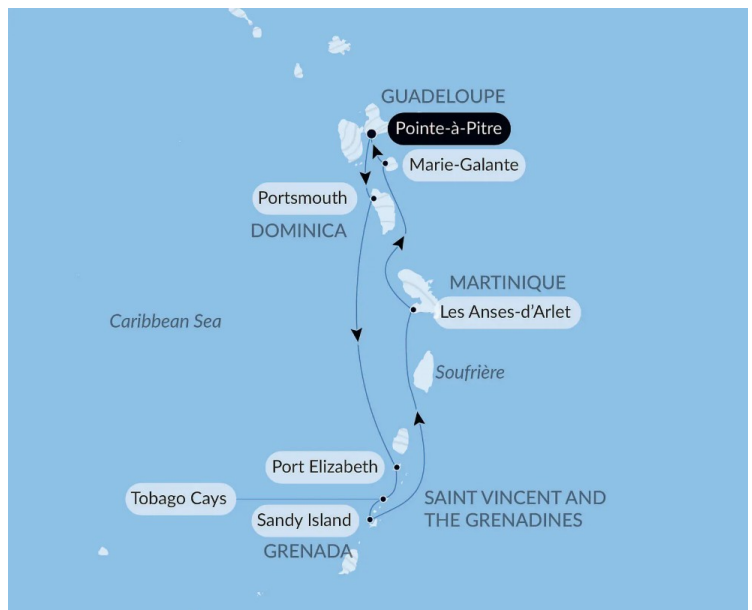 GUADELOUPE
Pointe-à-Pitre
Marie-Galante
Portsmouth
DOMINICA
MARTINIQUE
Les Anses-d'Arlet
Caribbean Sea
Soufrière
Port Elizabeth
Tobago Cays
SAINT VINCENT AND
THE GRENADINES
Sandy Island
GRENADA